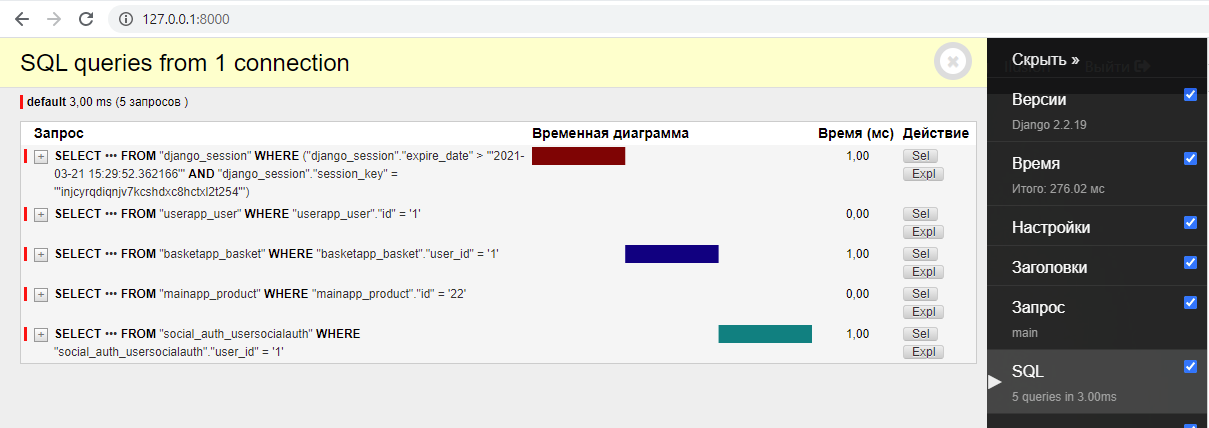 127.0.0.1:8000
SQL queries from 1 connection
default 3,00 ms (5 запросов )
Запрос Временная диаграмма Время (мс) Действие
+ SELECT ••• FROM "django_session" WHERE ("django_session"."expire_date" > '''2021- 1,00 Sel
03-21 15:29:52.362166''' AND "django_session"."session_key" = Expl
'''injcyrqdiqnjv7kcshdxc8hctxl2t254''')
+ SELECT ••• FROM "userapp_user" WHERE "userapp_user"."id" = '1' 0,00 Sel
Expl
+ SELECT ••• FROM "basketapp_basket" WHERE "basketapp_basket"."user_id" = '1' 1,00 Sel
Expl
+ SELECT ••• FROM "mainapp_product" WHERE "mainapp_product"."id" = '22' 0,00 Sel
Expl
+ SELECT ••• FROM "social_auth_usersocialauth" WHERE 1,00 Sel
"social_auth_usersocialauth"."user_id" = '1' Expl
Скрыть »
Выйти
Версии
Django 2.2.19
Время
Итого: 276.02 мс
Настройки
Заголовки
Запрос
main
SQL
5 queries in 3.00ms